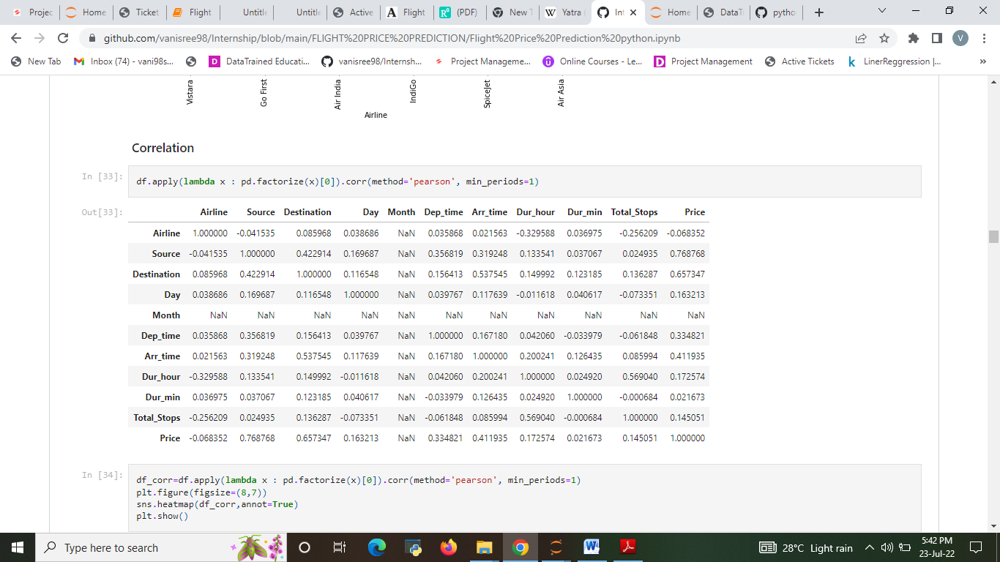 Projec
Home
Ticket
Flight
Untitle
Untitle
Active
Flight
(PDF)
New T
Yatra (
Int
Home
DataTr
pytho
github.com/vanisree98/Internship/blob/main/FLIGHT%20PRICE%20PREDICTION/Flight%20Price%20Prediction%20python.ipynb
V
New Tab
Inbox (74) - vani98s...
DataTrained Educati...
vanisree98/Internsh...
Project Manageme...
Online Courses - Le...
Project Management
Active Tickets
LinerReggression |...
»
Vistara
Go First
Air India
IndiGo
SpiceJet
Air Asia
Airline
Correlation
In [33]:
df.apply(lambda x : pd.factorize(x)[0]).corr(method='pearson', min_periods=1)
Out[33]:
Airline Source Destination Day Month Dep_time Arr_time Dur_hour Dur_min Total_Stops Price
Airline 1.000000 -0.041535 0.085968 0.038686 NaN 0.035868 0.021563 -0.329588 0.036975 -0.256209 -0.068352
Source -0.041535 1.000000 0.422914 0.169687 NaN 0.356819 0.319248 0.133541 0.037067 0.024935 0.768768
Destination 0.085968 0.422914 1.000000 0.116548 NaN 0.156413 0.537545 0.149992 0.123185 0.136287 0.657347
Day 0.038686 0.169687 0.116548 1.000000 NaN 0.039767 0.117639 -0.011618 0.040617 -0.073351 0.163213
Month NaN NaN NaN NaN NaN NaN NaN NaN NaN NaN NaN
Dep_time 0.035868 0.356819 0.156413 0.039767 NaN 1.000000 0.167180 0.042060 -0.033979 -0.061848 0.334821
Arr_time 0.021563 0.319248 0.537545 0.117639 NaN 0.167180 1.000000 0.200241 0.126435 0.085994 0.411935
Dur_hour -0.329588 0.133541 0.149992 -0.011618 NaN 0.042060 0.200241 1.000000 0.024920 0.569040 0.172574
Dur_min 0.036975 0.037067 0.123185 0.040617 NaN -0.033979 0.126435 0.024920 1.000000 -0.000684 0.021673
Total_Stops -0.256209 0.024935 0.136287 -0.073351 NaN -0.061848 0.085994 0.569040 -0.000684 1.000000 0.145051
Price -0.068352 0.768768 0.657347 0.163213 NaN 0.334821 0.411935 0.172574 0.021673 0.145051 1.000000
In [34]:
df_corr=df.apply(lambda x : pd.factorize(x)[0]).corr(method='pearson', min_periods=1)
plt.figure(figsize=(8,7))
sns.heatmap(df_corr,annot=True)
plt.show()
Type here to search
28°C Light rain
5:42 PM
23-Jul-22